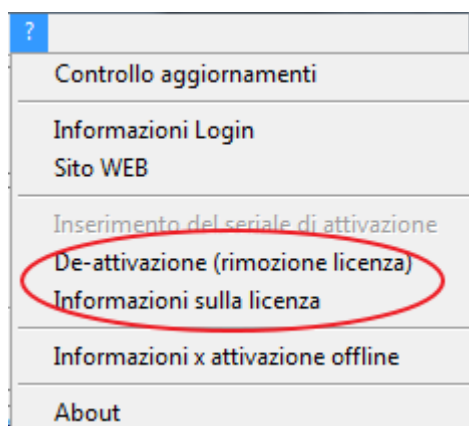 ?
Controllo aggiornamenti
Informazioni Login
Sito WEB
Inserimento del seriale di attivazione
De-attivazione (rimozione licenza)
Informazioni sulla licenza
Informazioni x attivazione offline
About